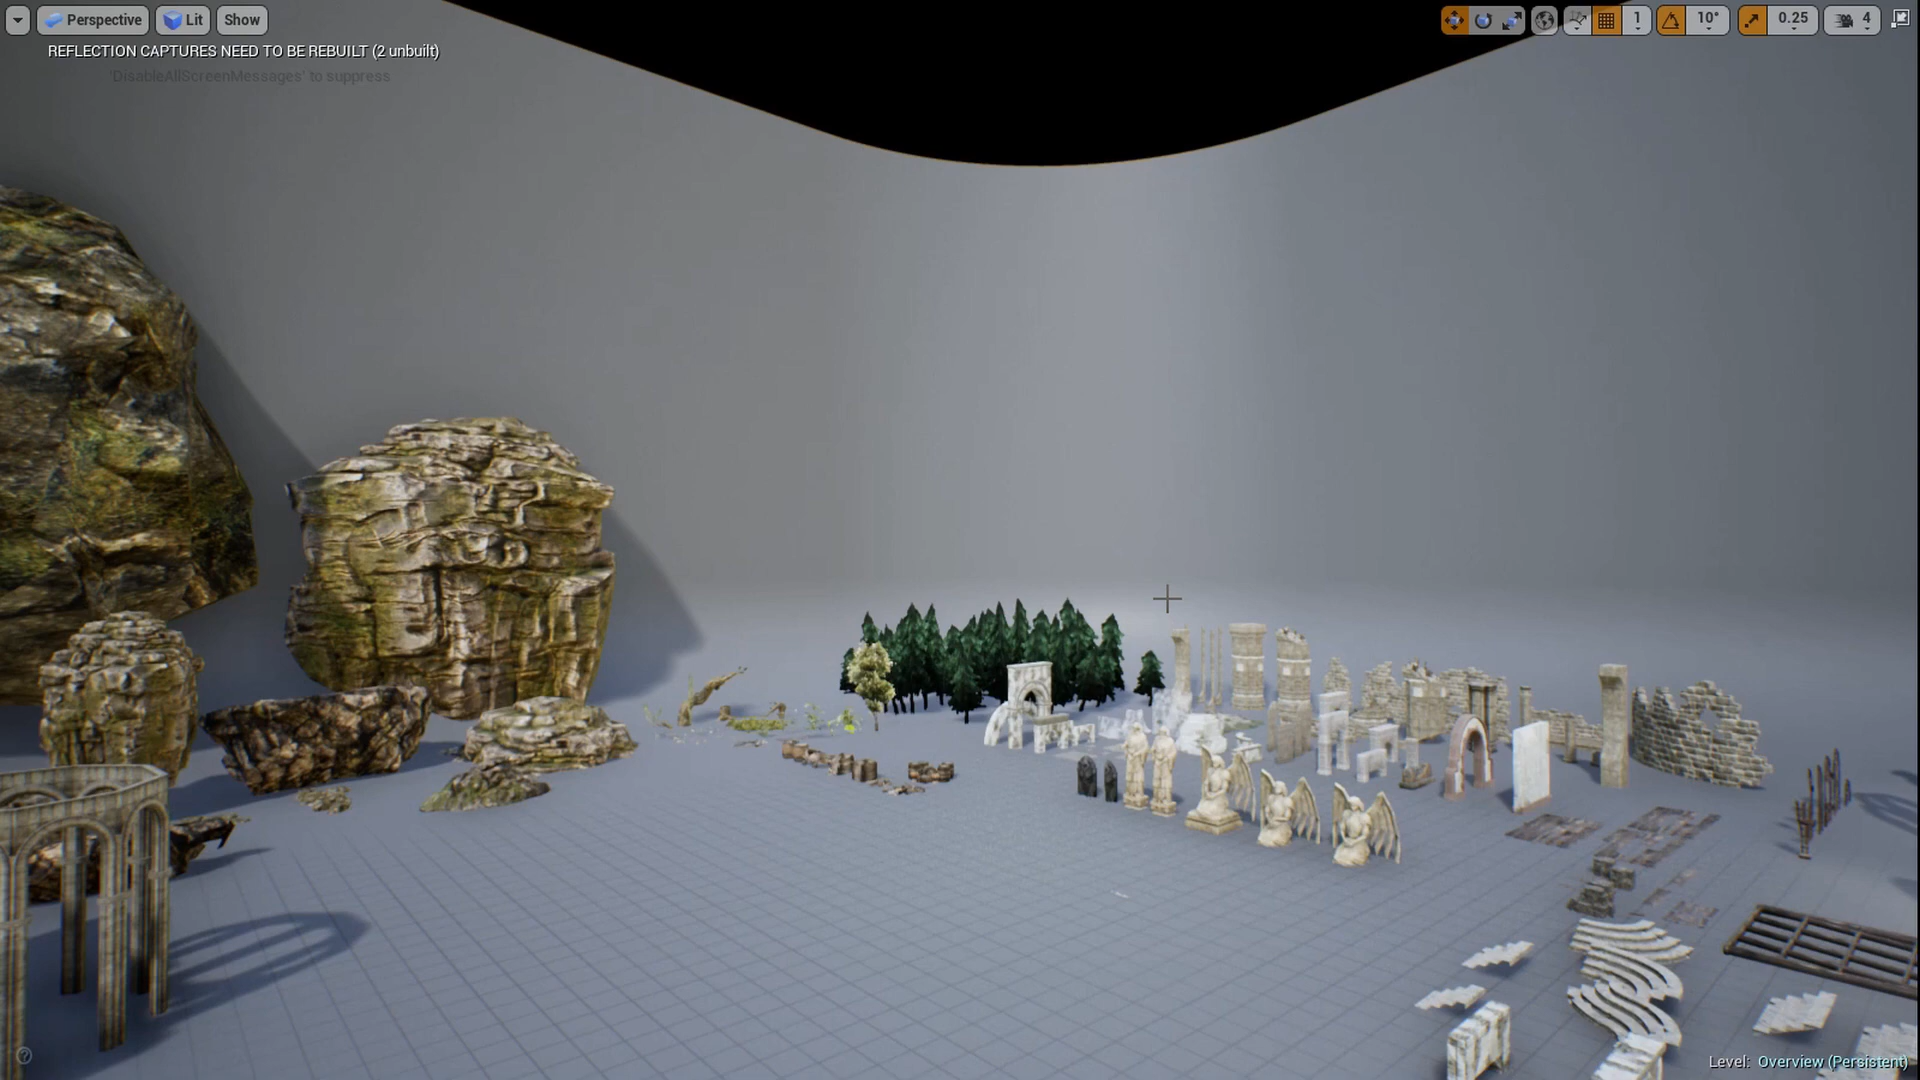 Perspective Lit Show 1 10° 0.25 4
REFLECTION CAPTURES NEED TO BE REBUILT (2 unbuilt)
'DisableAllScreenMessages' to suppress
Level: Overview (Persistent)